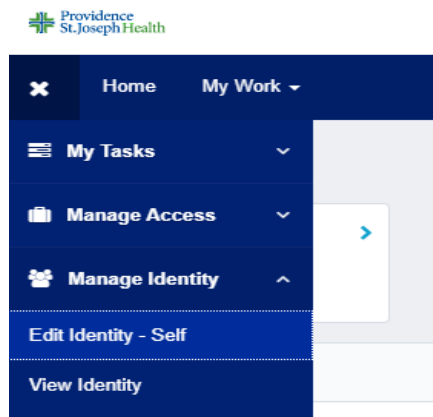 Providence
St.Joseph Health
Home My Work
My Tasks
Manage Access
Manage Identity
Edit Identity - Self
View Identity